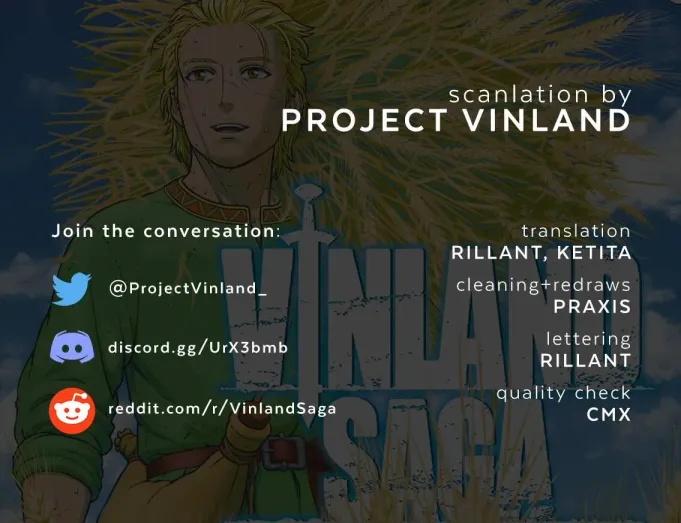 scanlation by
PROJECT VINLAND
Join the conversation:
@ProjectVinland_
discord.gg/UrX3bmb
reddit.com/r/VinlandSaga
translation
RILLANT, KETITA
cleaning+redraws
PRAXIS
lettering
RILLANT
quality check
CMX
VINLAND
SAGA